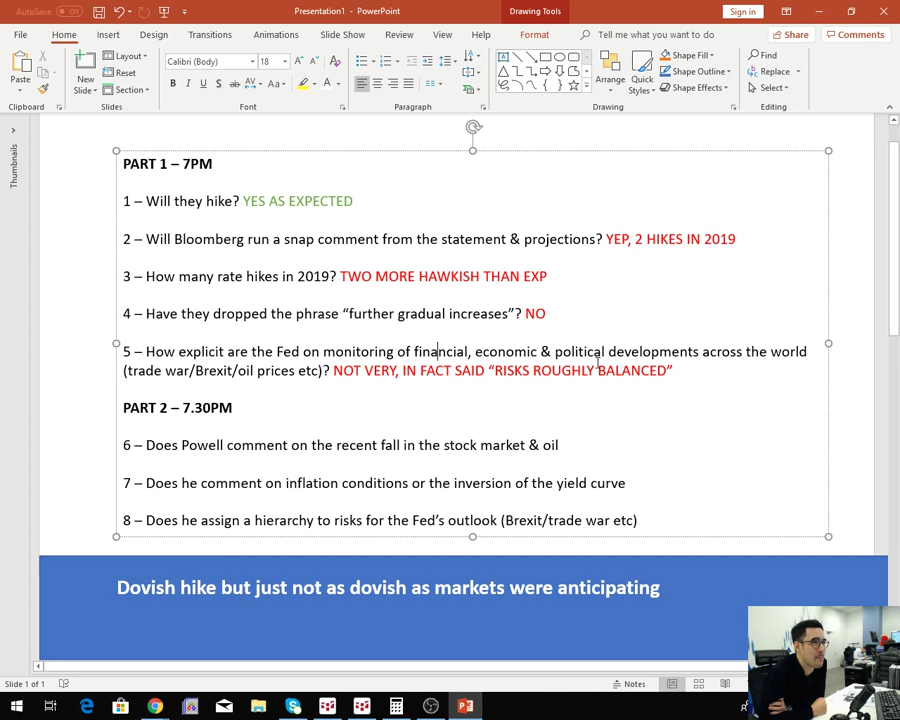 AutoSave Off
Presentation1 - PowerPoint
Drawing Tools
Sign in
File Home Insert Design Transitions Animations Slide Show Review View Help Format Tell me what you want to do Share Comments
Paste
Clipboard
New
Slide
Layout
Reset
Section
Slides
Calibri (Body) 18
B I U S ab AV Aa A
Font
Paragraph
Arrange
Quick
Styles
Shape Fill
Shape Outline
Shape Effects
Drawing
Find
Replace
Select
Editing
Thumbnails
PART 1 – 7PM
1 – Will they hike? YES AS EXPECTED
2 – Will Bloomberg run a snap comment from the statement & projections? YEP, 2 HIKES IN 2019
3 – How many rate hikes in 2019? TWO MORE HAWKISH THAN EXP
4 – Have they dropped the phrase “further gradual increases”? NO
5 – How explicit are the Fed on monitoring of financial, economic & political developments across the world
(trade war/Brexit/oil prices etc)? NOT VERY, IN FACT SAID “RISKS ROUGHLY BALANCED”
PART 2 – 7.30PM
6 – Does Powell comment on the recent fall in the stock market & oil
7 – Does he comment on inflation conditions or the inversion of the yield curve
8 – Does he assign a hierarchy to risks for the Fed’s outlook (Brexit/trade war etc)
Dovish hike but just not as dovish as markets were anticipating
Slide 1 of 1
Notes